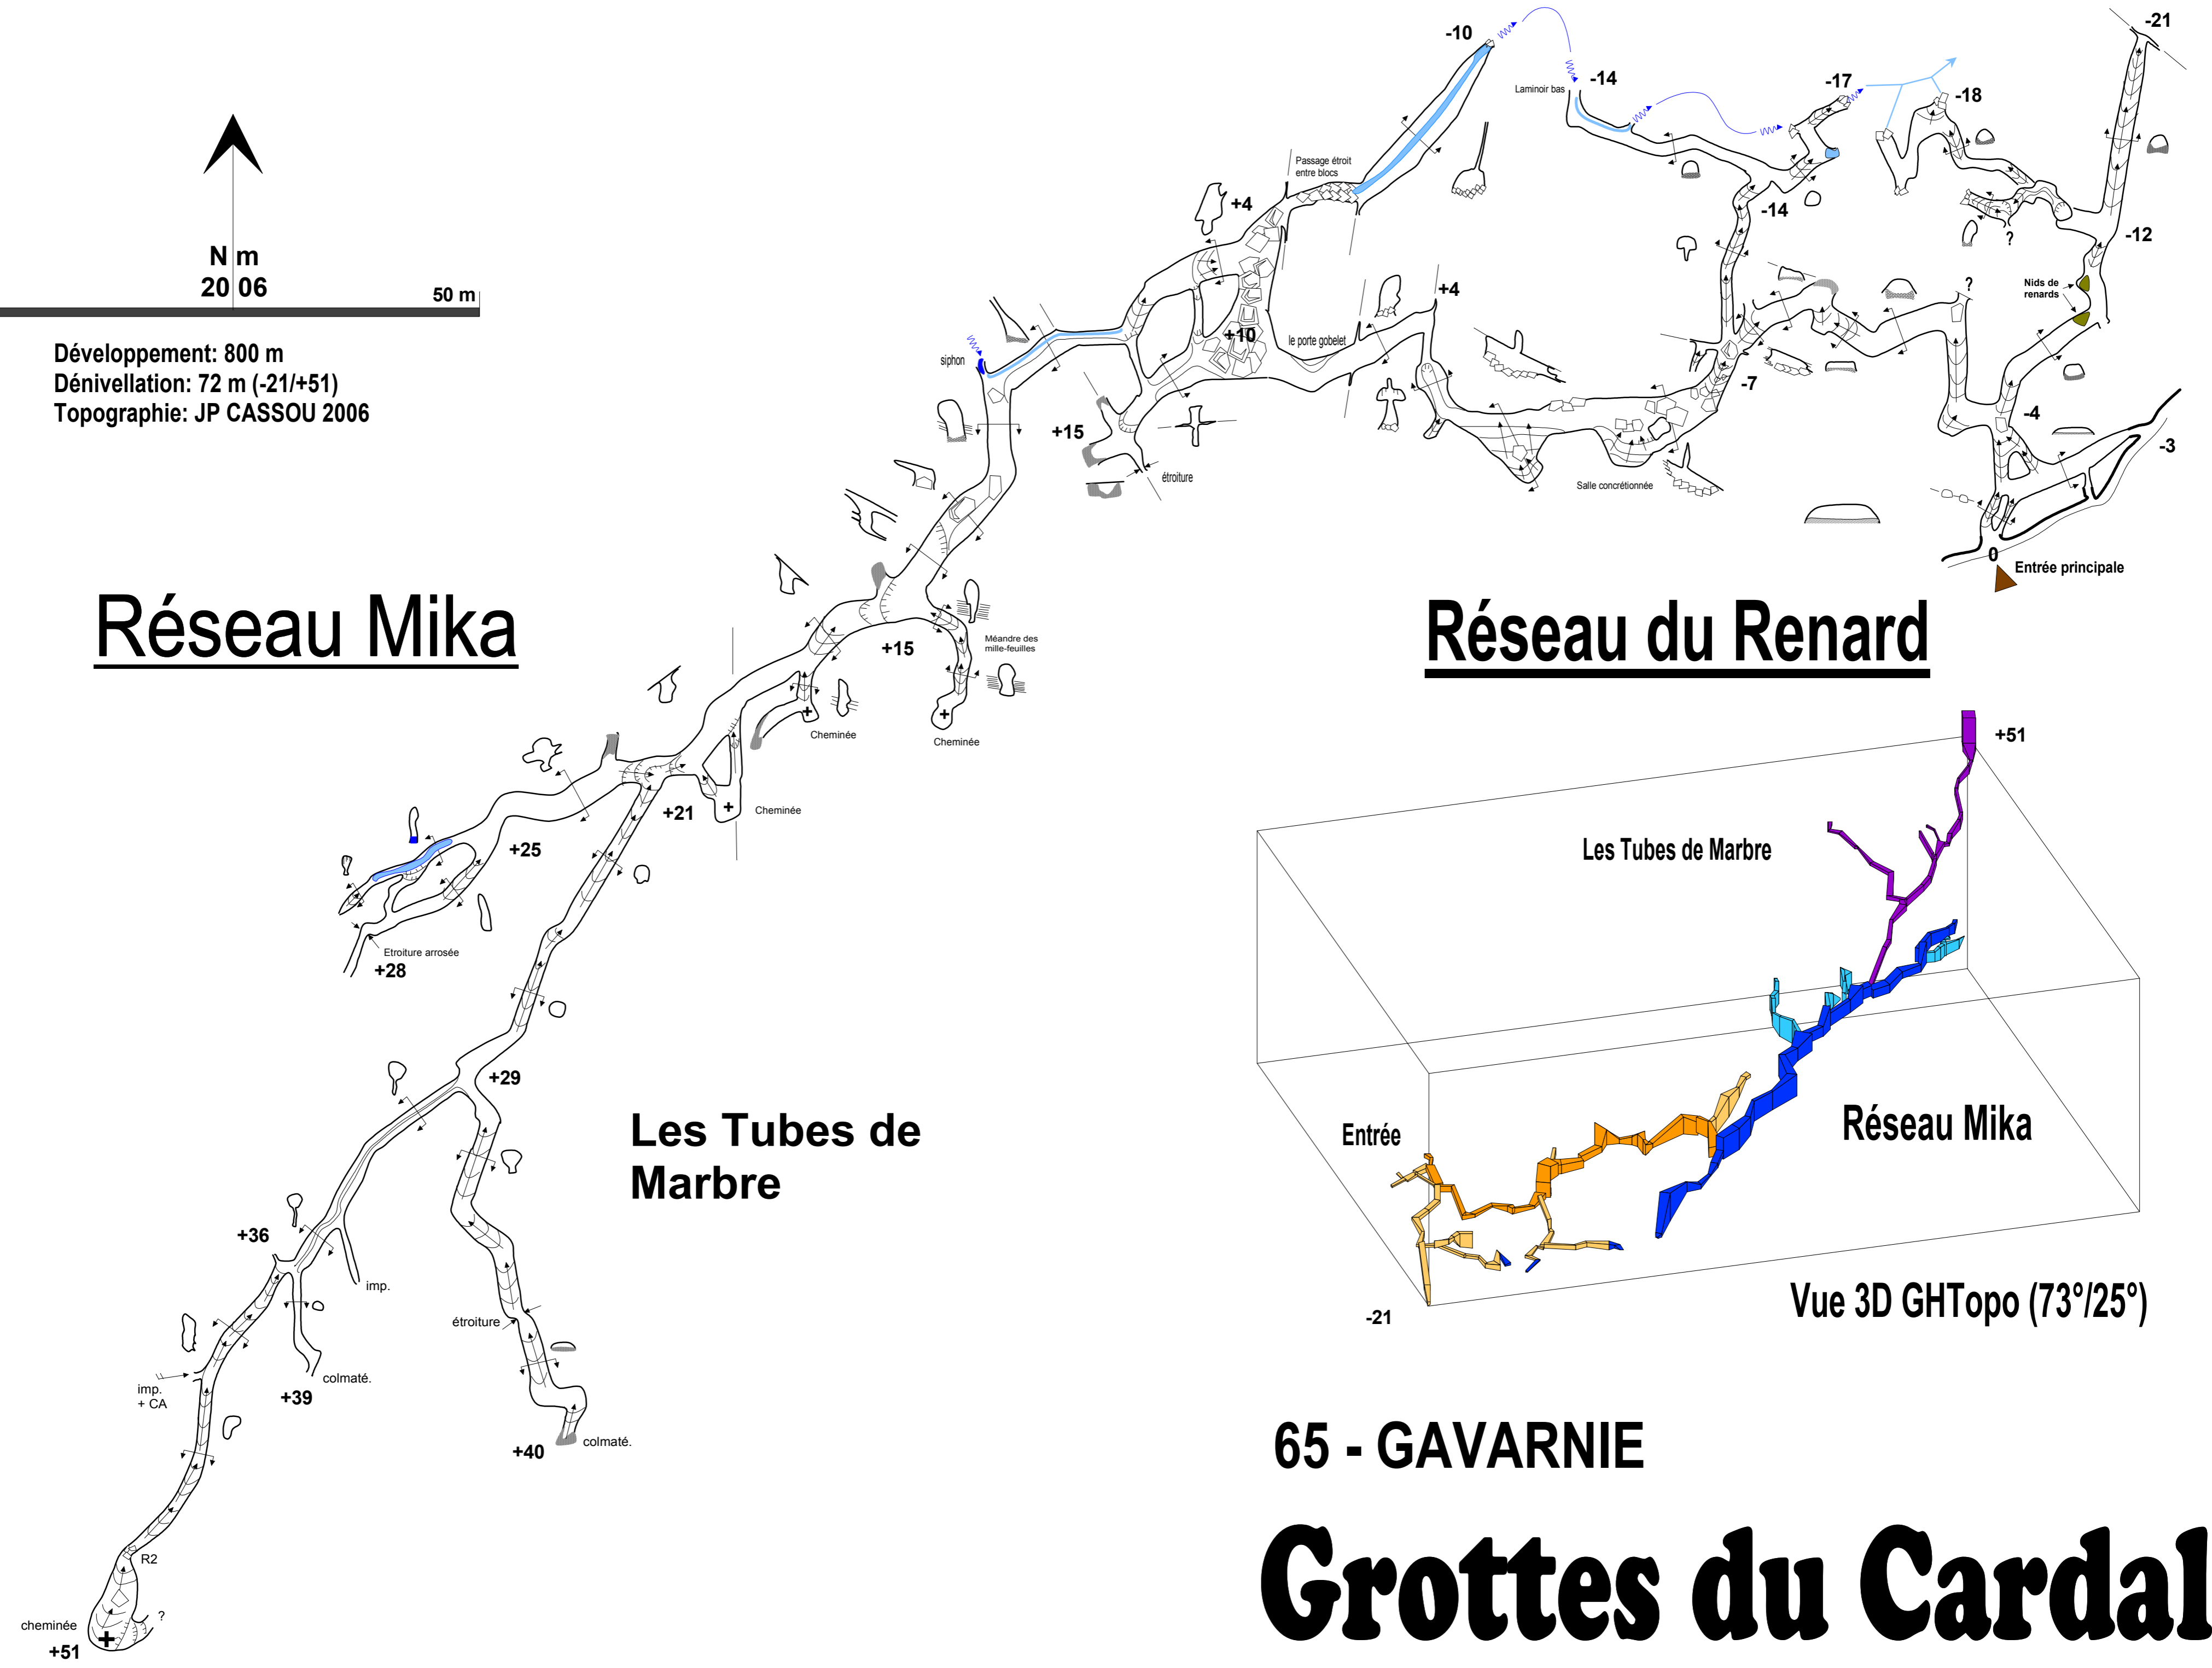 N m
20 06
50 m
Développement: 800 m
Dénivellation: 72 m (-21/+51)
Topographie: JP CASSOU 2006
-10
-14
Laminoir bas
-17
-18
-21
Passage étroit
entre blocs
+4
-14
-12
?
?
Nids de
renards
+4
+10
le porte gobelet
siphon
-7
-4
-3
+15
étroiture
Salle concrétionnée
0
Entrée principale
Réseau Mika
Réseau du Renard
+15
Méandre des
mille-feuilles
+
Cheminée
+
Cheminée
+
Cheminée
+21
+25
Etroiture arrosée
+28
+29
Les Tubes de
Marbre
+36
imp.
étroiture
imp.
+ CA
colmaté.
+39
+40
colmaté.
R2
cheminée
?
+
+51
+51
Les Tubes de Marbre
Entrée
Réseau Mika
-21
Vue 3D GHTopo (73°/25°)
65 - GAVARNIE
Grottes du Cardal